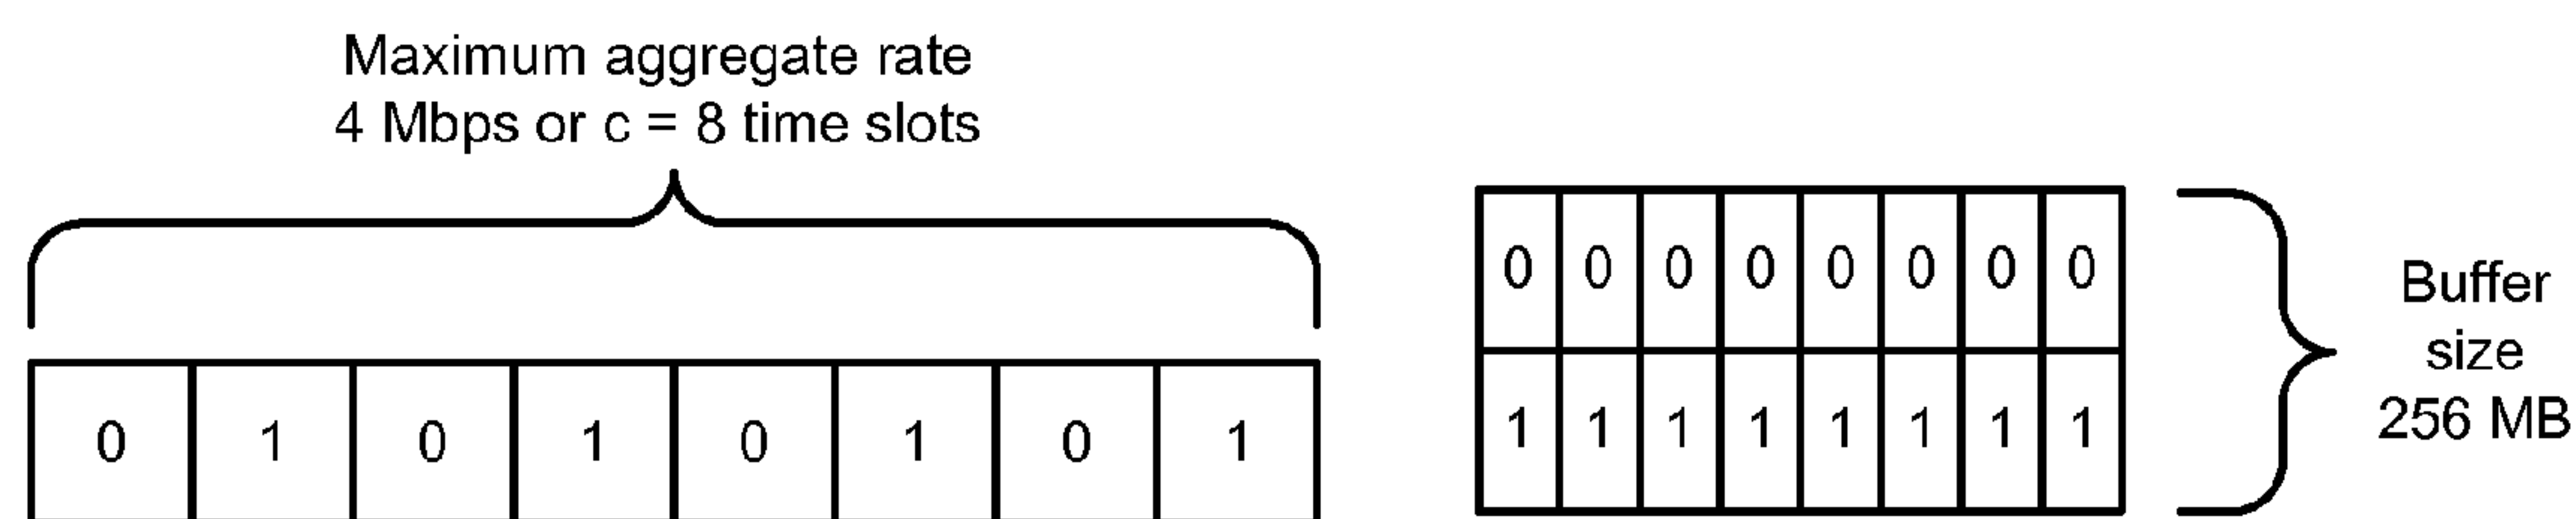 Maximum aggregate rate
4 Mbps or c = 8 time slots
0 1 0 1 0 1 0 1
0 0 0 0 0 0 0 0
1 1 1 1 1 1 1 1
Buffer
size
256 MB